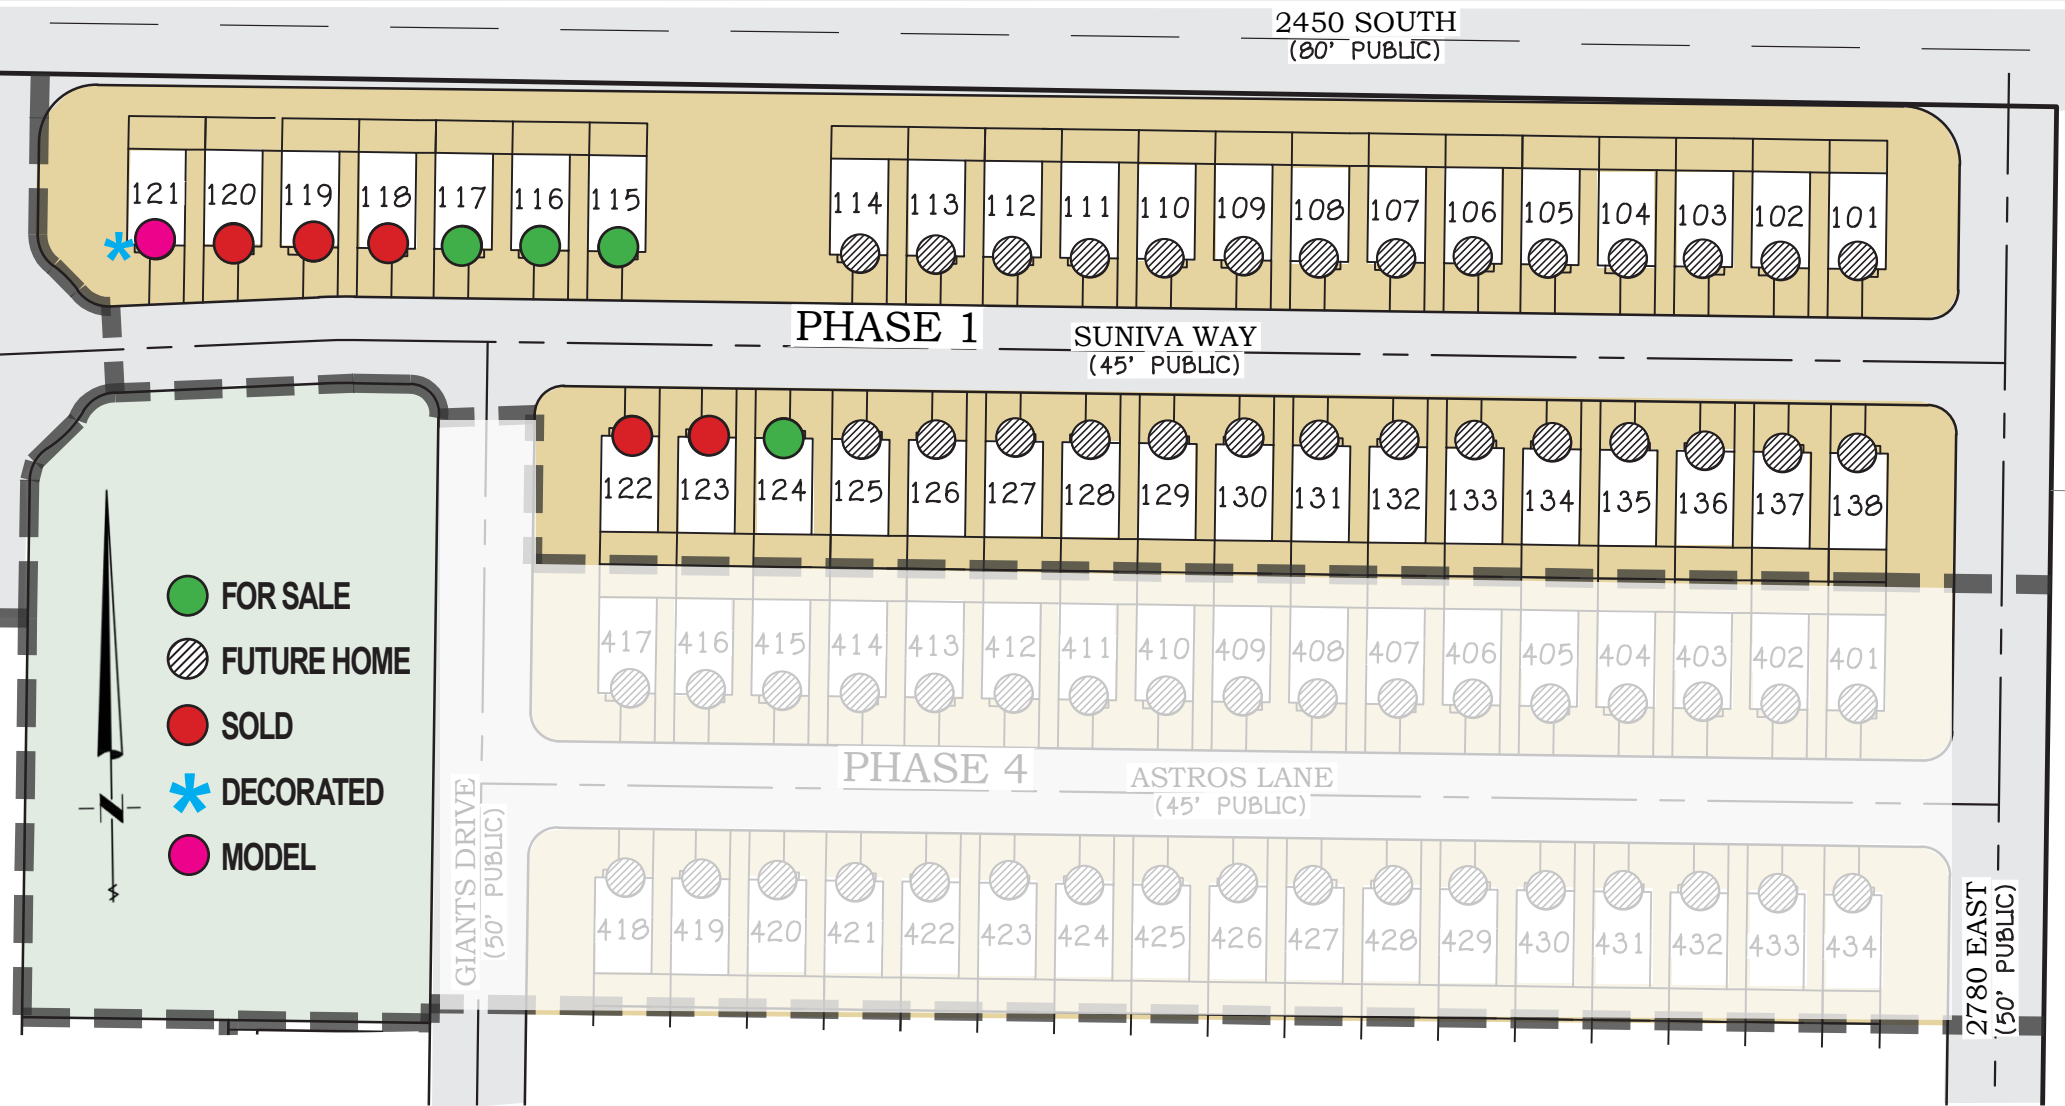 2450 SOUTH
(80' PUBLIC)
121 120 119 118 117 116 115 114 113 112 111 110 109 108 107 106 105 104 103 102 101
PHASE 1
SUNIVA WAY
(45' PUBLIC)
122 123 124 125 126 127 128 129 130 131 132 133 134 135 136 137 138
FOR SALE
FUTURE HOME
SOLD
DECORATED
MODEL
N
417 416 415 414 413 412 411 410 409 408 407 406 405 404 403 402 401
PHASE 4
ASTROS LANE
(45' PUBLIC)
GIANTS DRIVE
(50' PUBLIC)
418 419 420 421 422 423 424 425 426 427 428 429 430 431 432 433 434
2780 EAST
(50' PUBLIC)